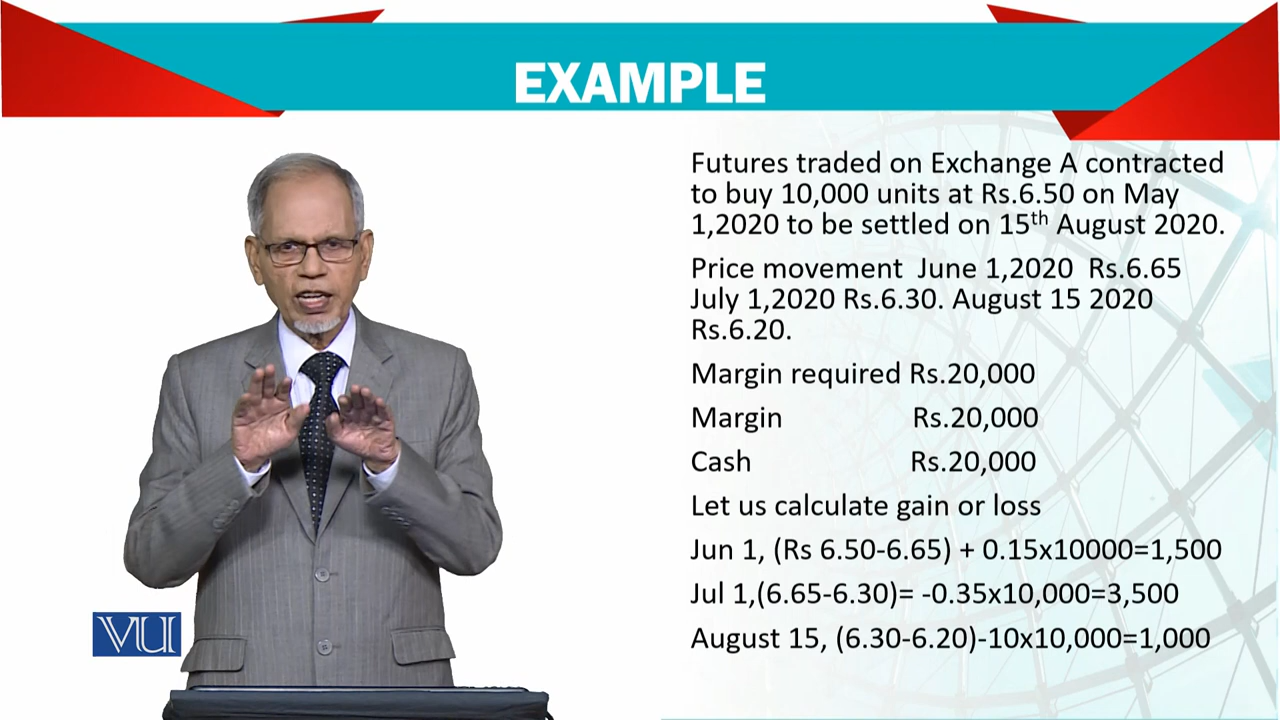 EXAMPLE
Futures traded on Exchange A contracted
to buy 10,000 units at Rs.6.50 on May
1,2020 to be settled on 15th August 2020.
Price movement June 1,2020 Rs.6.65
July 1,2020 Rs.6.30. August 15 2020
Rs.6.20.
Margin required Rs.20,000
Margin Rs.20,000
Cash Rs.20,000
Let us calculate gain or loss
Jun 1, (Rs 6.50-6.65) + 0.15x10000=1,500
Jul 1,(6.65-6.30)= -0.35x10,000=3,500
August 15, (6.30-6.20)-10x10,000=1,000
VU